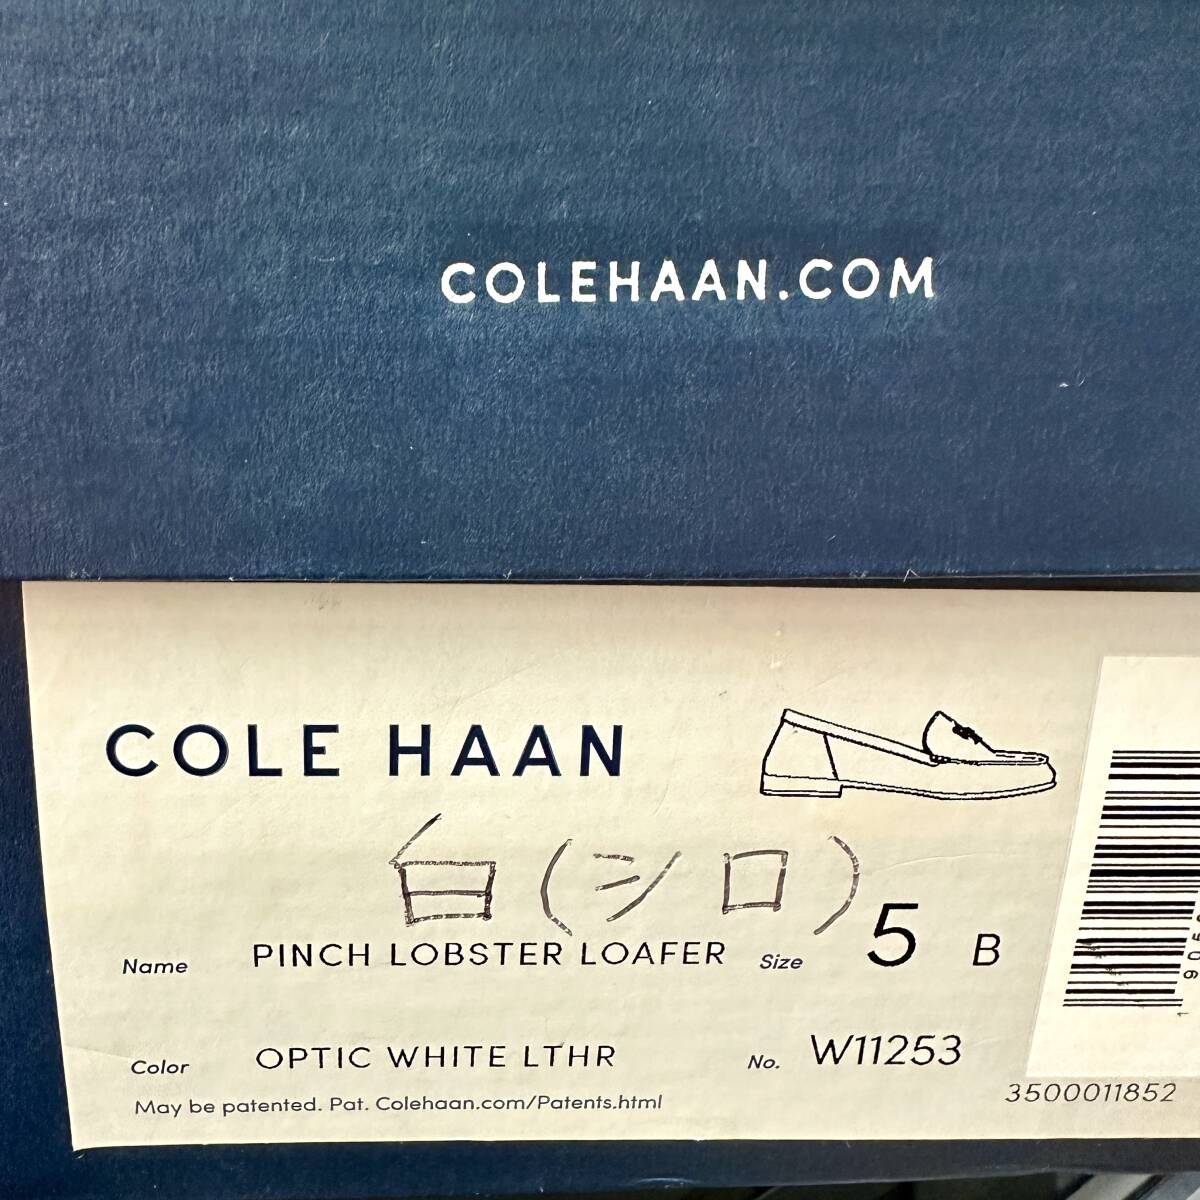 COLEHAAN.COM
COLE HAAN
白(シロ)
Name PINCH LOBSTER LOAFER Size 5 B
Color OPTIC WHITE LTHR No. W11253
May be patented. Pat. Colehaan.com/Patents.html
3500011852